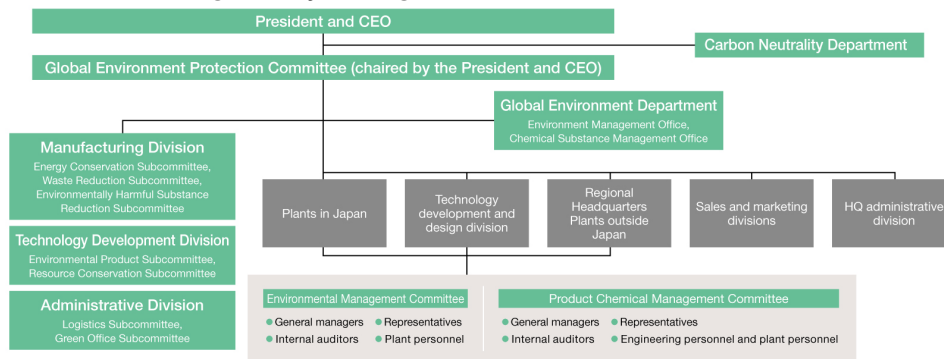 President and CEO
Carbon Neutrality Department
Global Environment Protection Committee (chaired by the President and CEO)
Global Environment Department
Environment Management Office,
Chemical Substance Management Office
Manufacturing Division
Energy Conservation Subcommittee,
Waste Reduction Subcommittee,
Environmentally Harmful Substance
Reduction Subcommittee
Technology Development Division
Environmental Product Subcommittee,
Resource Conservation Subcommittee
Administrative Division
Logistics Subcommittee,
Green Office Subcommittee
Plants in Japan
Technology
development and
design division
Regional
Headquarters
Plants outside
Japan
Sales and marketing
divisions
HQ administrative
division
Environmental Management Committee
● General managers ● Representatives
● Internal auditors ● Plant personnel
Product Chemical Management Committee
● General managers ● Representatives
● Internal auditors ● Engineering personnel and plant personnel